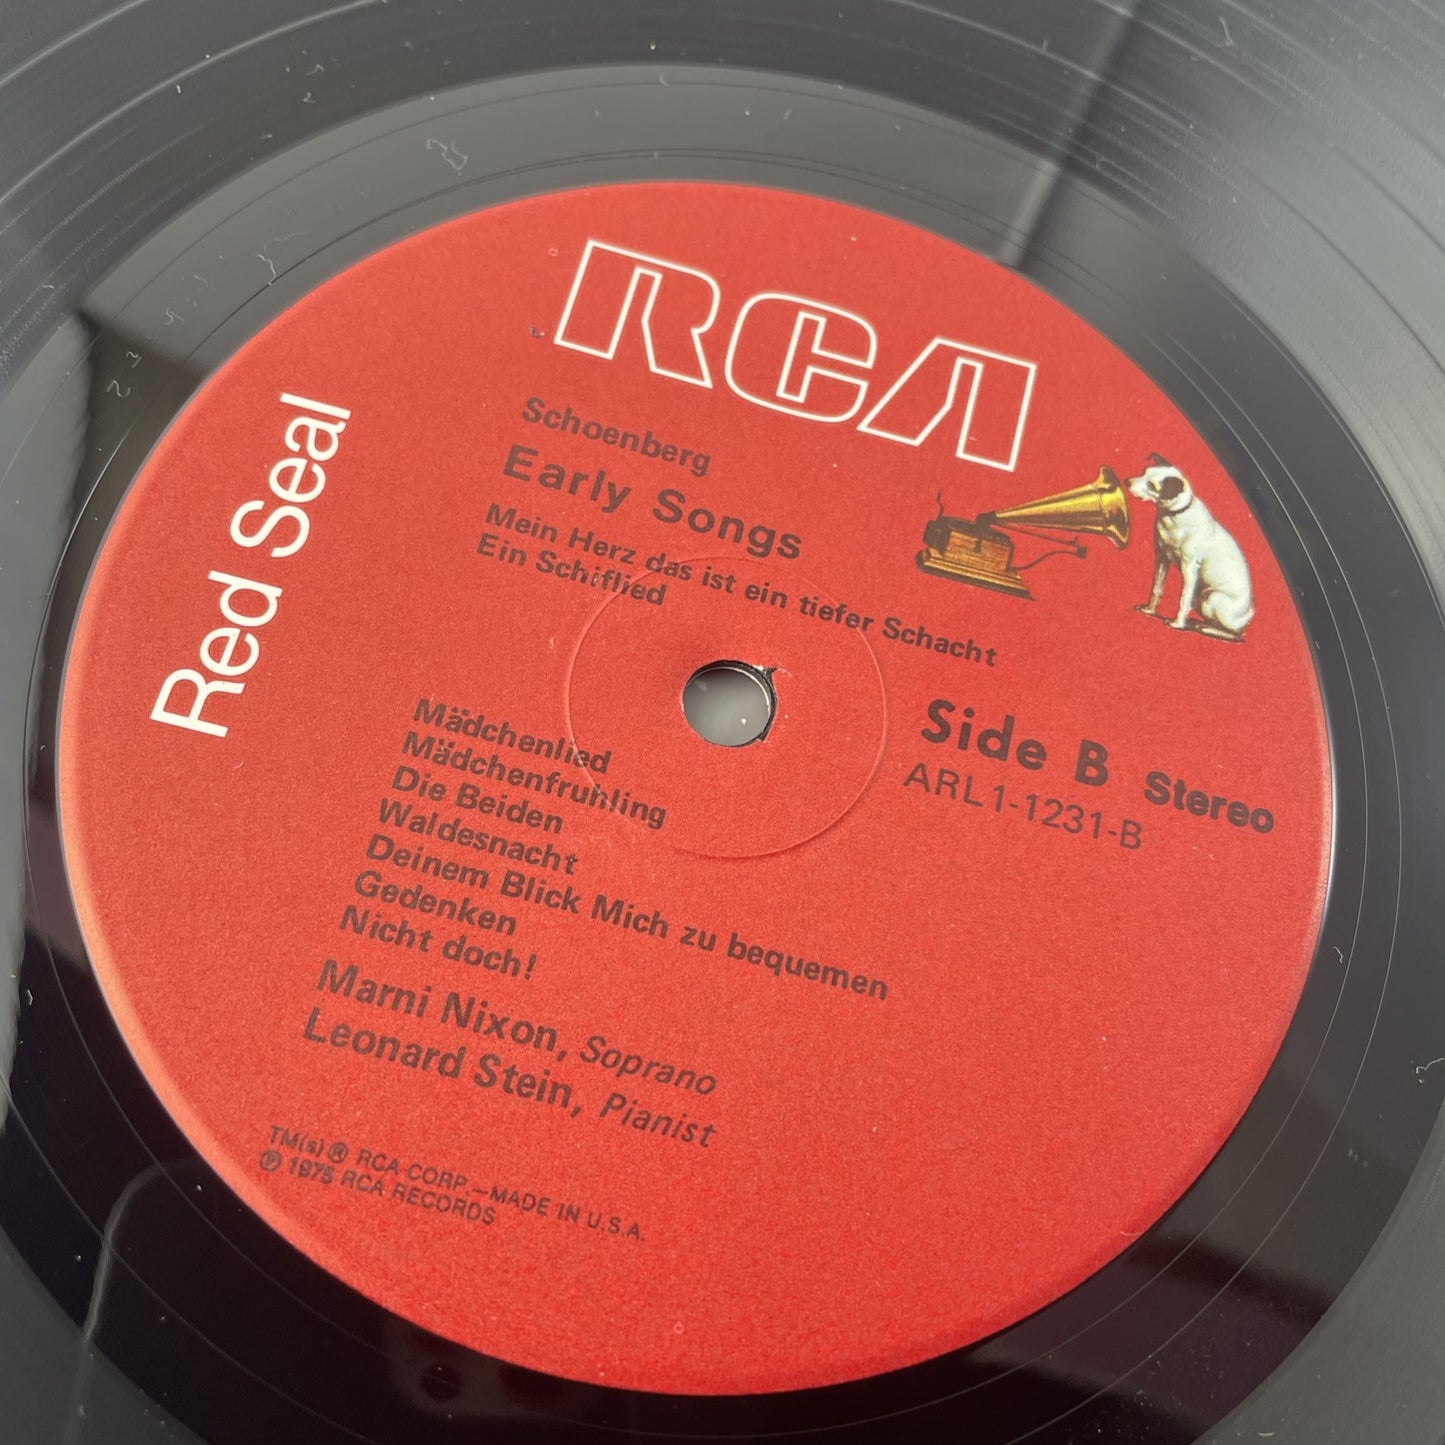 RCA
Red Seal
Schoenberg
Early Songs
Mein Herz das ist ein tiefer Schacht
Ein Schiflied
Side B Stereo
ARL1-1231-B
Mädchenlied
Mädchenfruhling
Die Beiden
Waldesnacht
Deinem Blick Mich zu bequemen
Gedenken
Nicht doch!
Marni Nixon, Soprano
Leonard Stein, Pianist
TM(s) ® RCA CORP.—MADE IN U.S.A.
℗ 1975 RCA RECORDS